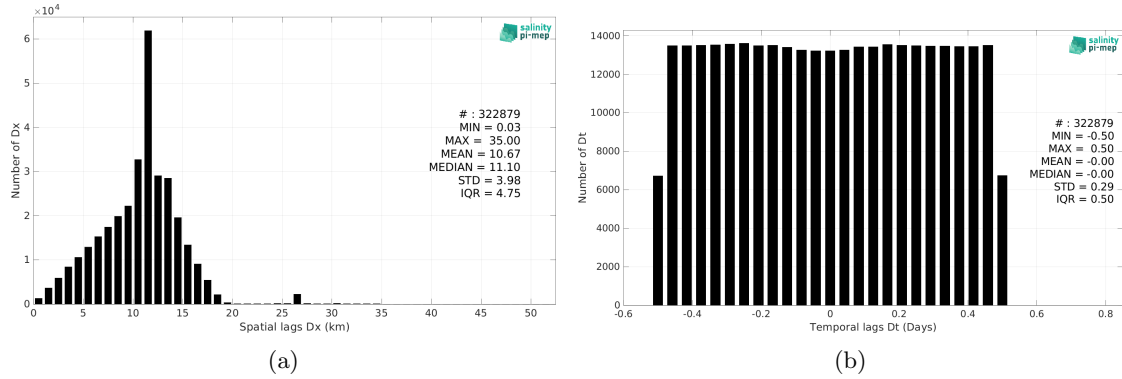 ×10⁴
6
5
4
3
2
1
0
Number of Dx
salinity
pi-mep
# : 322879
MIN = 0.03
MAX = 35.00
MEAN = 10.67
MEDIAN = 11.10
STD = 3.98
IQR = 4.75
0 5 10 15 20 25 30 35 40 45 50
Spatial lags Dx (km)
(a)
14000
12000
10000
8000
6000
4000
2000
0
Number of Dt
salinity
pi-mep
# : 322879
MIN = -0.50
MAX = 0.50
MEAN = -0.00
MEDIAN = -0.00
STD = 0.29
IQR = 0.50
-0.6 -0.4 -0.2 0 0.2 0.4 0.6 0.8
Temporal lags Dt (Days)
(b)